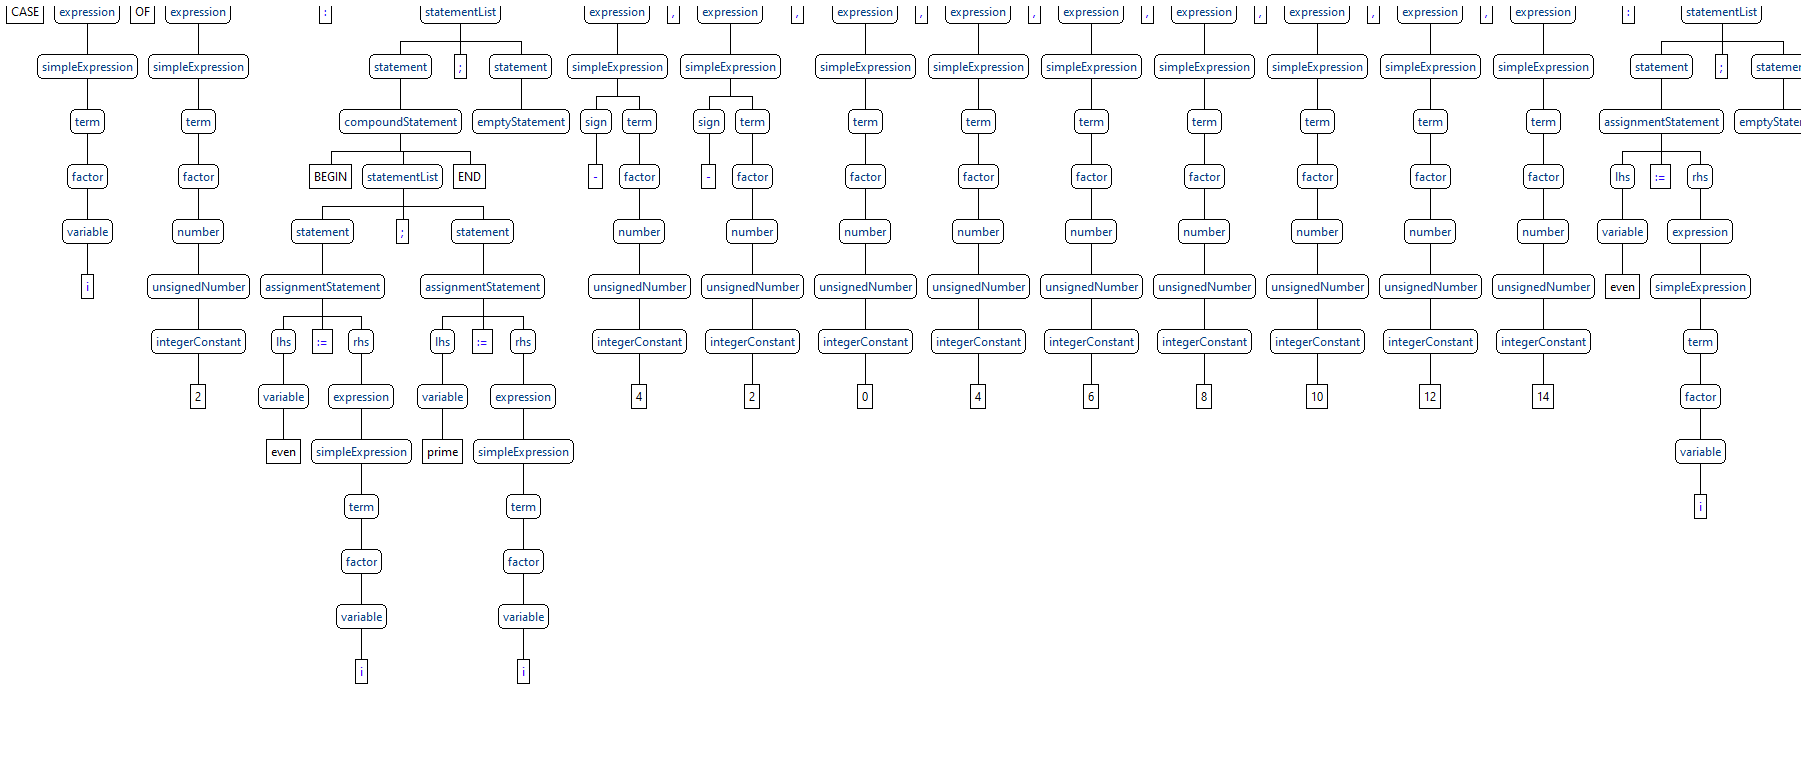 CASE expression OF expression : statementList expression , expression , expression , expression , expression , expression , expression , expression , expression : statementList
simpleExpression simpleExpression statement ; statement simpleExpression simpleExpression simpleExpression simpleExpression simpleExpression simpleExpression simpleExpression simpleExpression simpleExpression statement ; statemer
term term compoundStatement emptyStatement sign term sign term term term term term term term term assignmentStatement emptyState
factor factor BEGIN statementList END - factor - factor factor factor factor factor factor factor factor lhs := rhs
variable number statement ; statement number number number number number number number number number variable expression
i unsignedNumber assignmentStatement assignmentStatement unsignedNumber unsignedNumber unsignedNumber unsignedNumber unsignedNumber unsignedNumber unsignedNumber unsignedNumber unsignedNumber even simpleExpression
integerConstant lhs := rhs lhs := rhs integerConstant integerConstant integerConstant integerConstant integerConstant integerConstant integerConstant integerConstant integerConstant term
2 variable expression variable expression 4 2 0 4 6 8 10 12 14 factor
even simpleExpression prime simpleExpression variable
term term i
factor factor
variable variable
i i